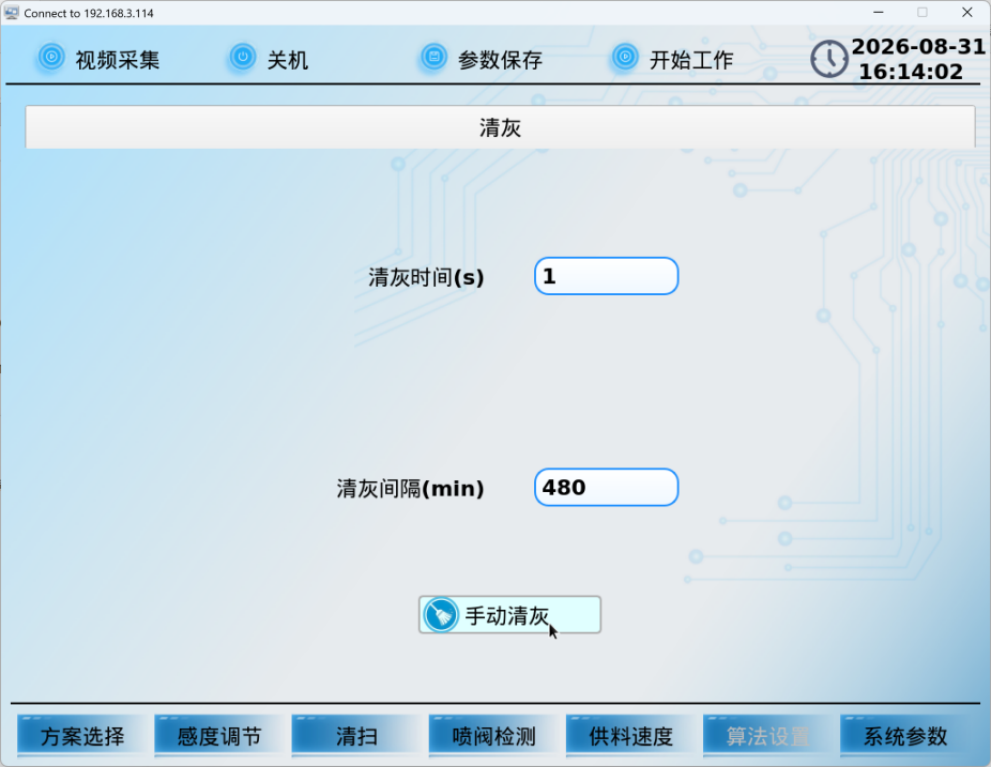 Connect to 192.168.3.114
视频采集 关机 参数保存 开始工作 2026-08-31
16:14:02
清灰
清灰时间(s) 1
清灰间隔(min) 480
手动清灰
方案选择 感度调节 清扫 喷阀检测 供料速度 算法设置 系统参数